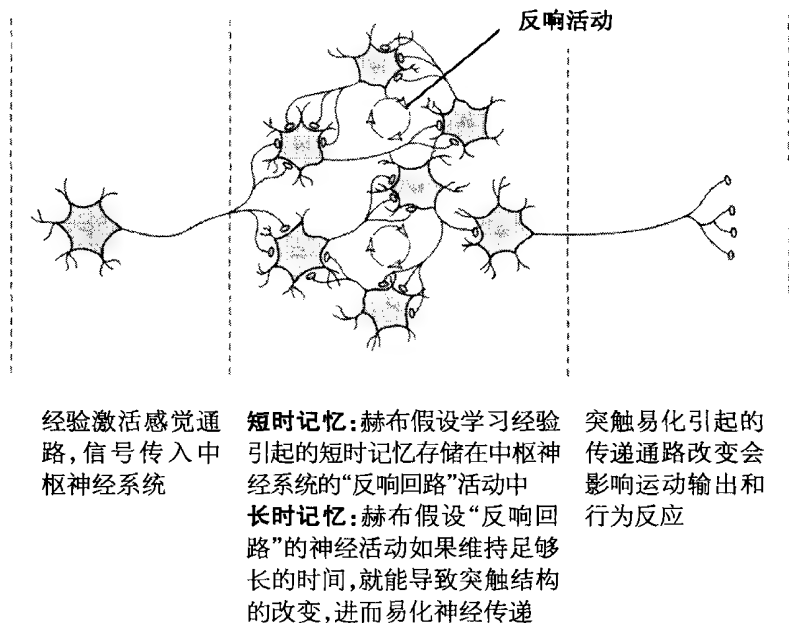 反响活动
经验激活感觉通
路，信号传入中
枢神经系统
短时记忆：赫布假设学习经验
引起的短时记忆存储在中枢神
经系统的“反响回路”活动中
长时记忆：赫布假设“反响回
路”的神经活动如果维持足够
长的时间，就能导致突触结构
的改变，进而易化神经传递
突触易化引起的
传递通路改变会
影响运动输出和
行为反应